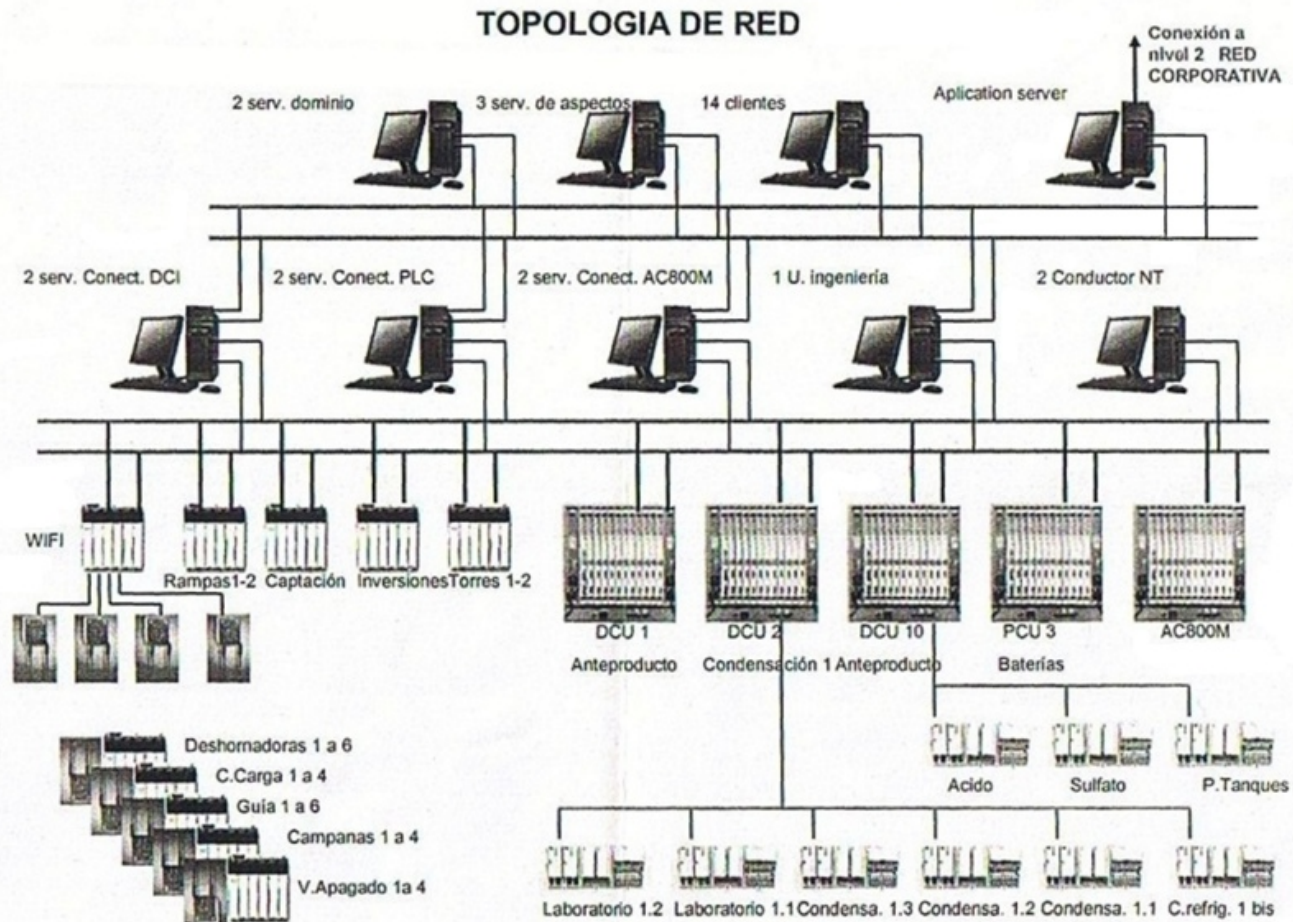 TOPOLOGIA DE RED
Conexión a
nivel 2 RED
CORPORATIVA
2 serv. dominio
3 serv. de aspectos
14 clientes
Aplication server
2 serv. Conect. DCI
2 serv. Conect. PLC
2 serv. Conect. AC800M
1 U. ingeniería
2 Conductor NT
WIFI
Rampas1-2
Captación
Inversiones
Torres 1-2
DCU 1
DCU 2
DCU 10
PCU 3
AC800M
Anteproducto
Condensación 1
Anteproducto
Baterías
Acido
Sulfato
P.Tanques
Deshornadoras 1 a 6
C.Carga 1 a 4
Guía 1 a 6
Campanas 1 a 4
V.Apagado 1a 4
Laboratorio 1.2
Laboratorio 1.1
Condensa. 1.3
Condensa. 1.2
Condensa. 1.1
C.refrig. 1 bis